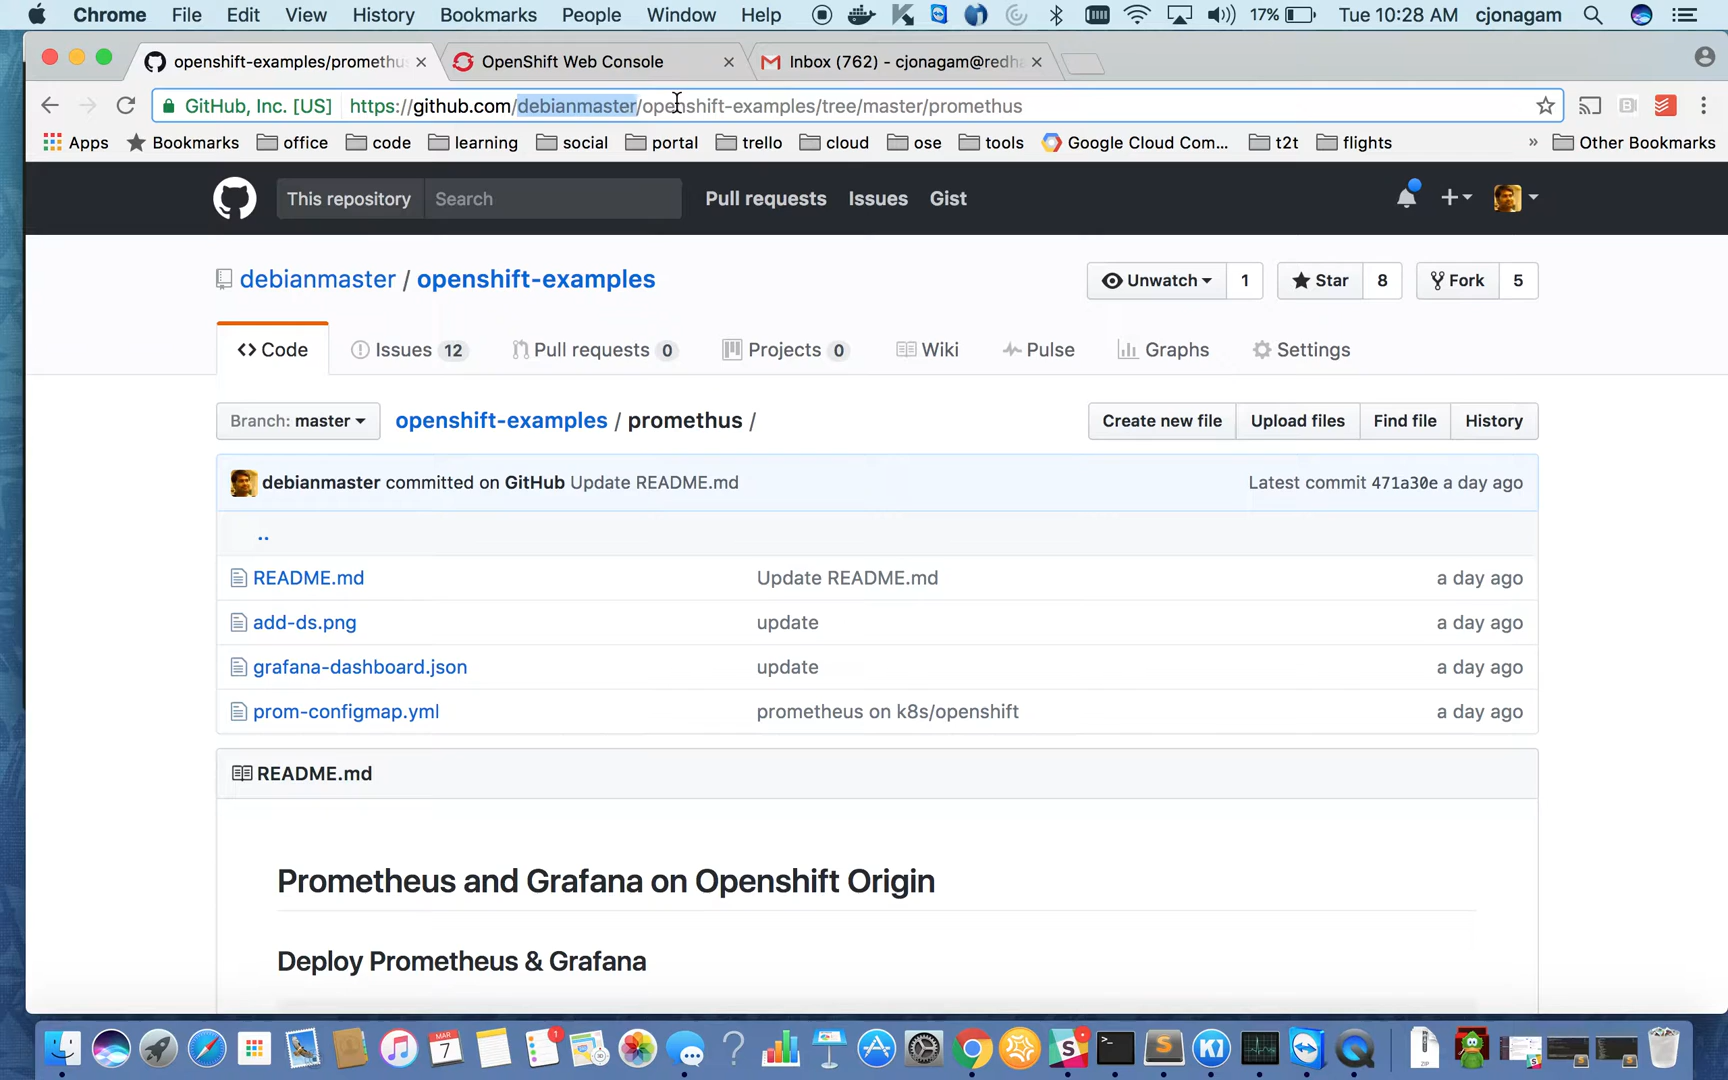 Chrome File Edit View History Bookmarks People Window Help 17% Tue 10:28 AM cjonagam
openshift-examples/promethus OpenShift Web Console Inbox (762) - cjonagam@redha
GitHub, Inc. [US] https://github.com/debianmaster/openshift-examples/tree/master/promethus
Apps Bookmarks office code learning social portal trello cloud ose tools Google Cloud Com... t2t flights » Other Bookmarks
This repository Search Pull requests Issues Gist
debianmaster / openshift-examples
Unwatch 1 Star 8 Fork 5
Code Issues 12 Pull requests 0 Projects 0 Wiki Pulse Graphs Settings
Branch: master openshift-examples / promethus / Create new file Upload files Find file History
debianmaster committed on GitHub Update README.md Latest commit 471a30e a day ago
..
README.md Update README.md a day ago
add-ds.png update a day ago
grafana-dashboard.json update a day ago
prom-configmap.yml prometheus on k8s/openshift a day ago
README.md
Prometheus and Grafana on Openshift Origin
Deploy Prometheus & Grafana